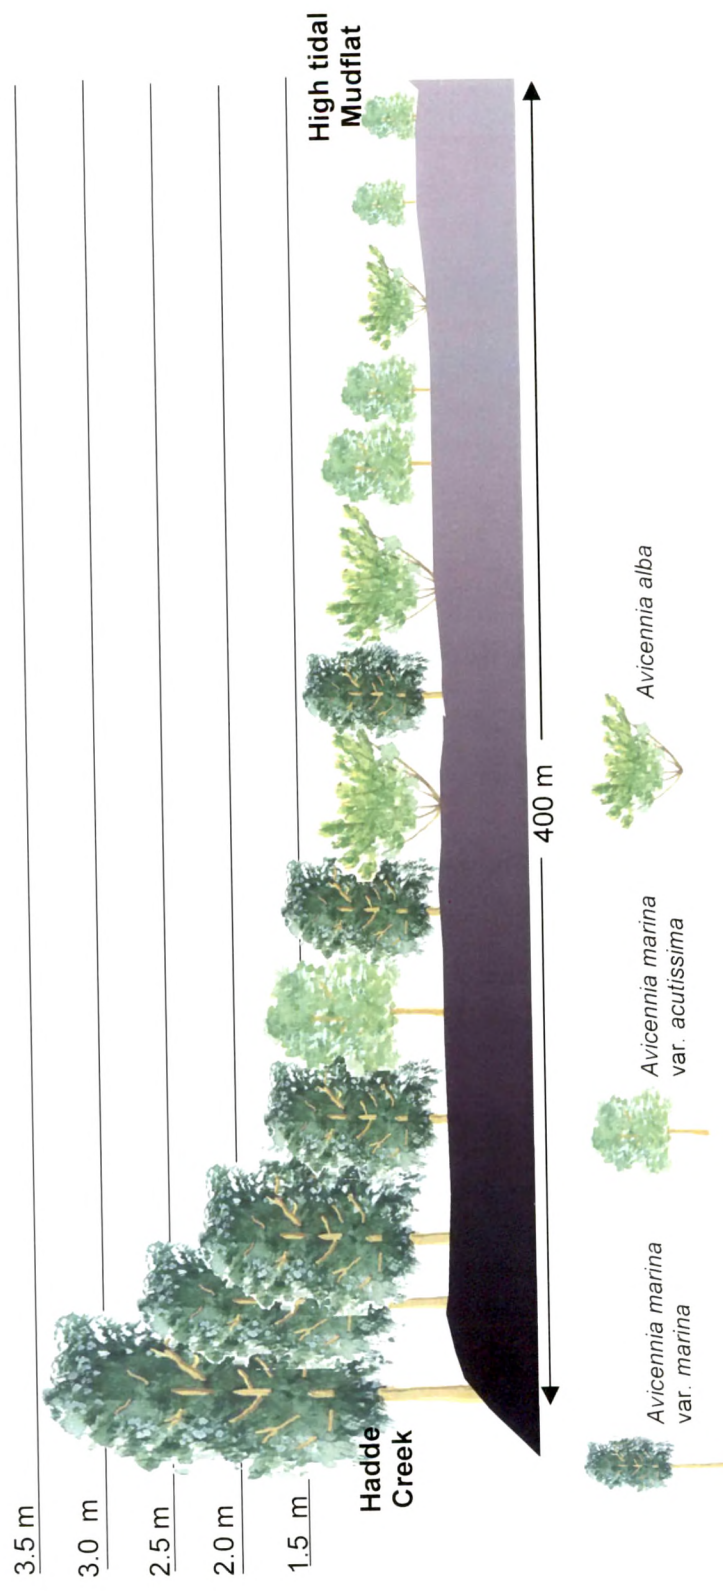 3.5 m
3.0 m
2.5 m
2.0 m
1.5 m
Hadde
Creek
High tidal
Mudflat
400 m
Avicennia marina
var. marina
Avicennia marina
var. acutissima
Avicennia alba